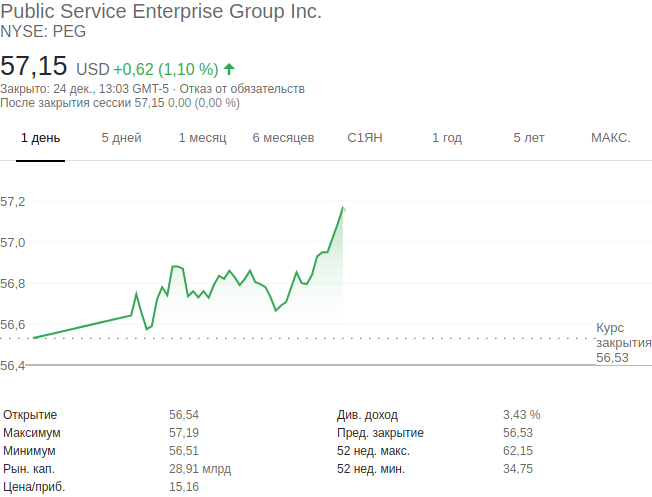 Public Service Enterprise Group Inc.
NYSE: PEG
57,15 USD +0,62 (1,10 %)
Закрыто: 24 дек., 13:03 GMT-5 · Отказ от обязательств
После закрытия сессии 57,15 0,00 (0,00 %)
1 день 5 дней 1 месяц 6 месяцев С1ЯН 1 год 5 лет МАКС.
57,2
57,0
56,8
56,6
Курс
закрытия
56,53
56,4
Открытие 56,54 Див. доход 3,43 %
Максимум 57,19 Пред. закрытие 56,53
Минимум 56,51 52 нед. макс. 62,15
Рын. кап. 28,91 млрд 52 нед. мин. 34,75
Цена/приб. 15,16